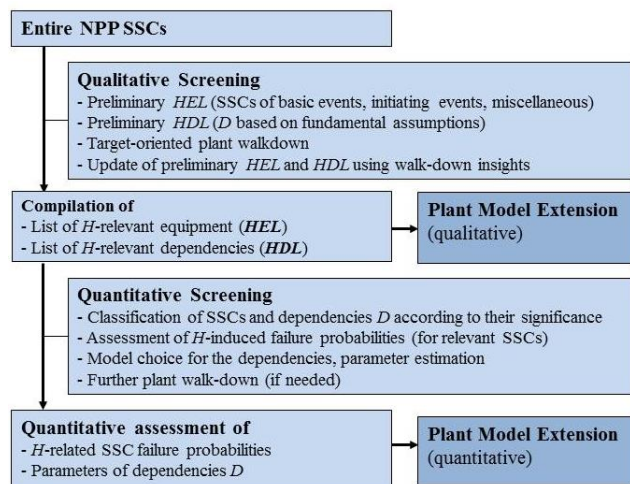 Entire NPP SSCs
Qualitative Screening
- Preliminary HEL (SSCs of basic events, initiating events, miscellaneous)
- Preliminary HDL (D based on fundamental assumptions)
- Target-oriented plant walkdown
- Update of preliminary HEL and HDL using walk-down insights
Compilation of
- List of H-relevant equipment (HEL)
- List of H-relevant dependencies (HDL)
Plant Model Extension
(qualitative)
Quantitative Screening
- Classification of SSCs and dependencies D according to their significance
- Assessment of H-induced failure probabilities (for relevant SSCs)
- Model choice for the dependencies, parameter estimation
- Further plant walk-down (if needed)
Quantitative assessment of
- H-related SSC failure probabilities
- Parameters of dependencies D
Plant Model Extension
(quantitative)